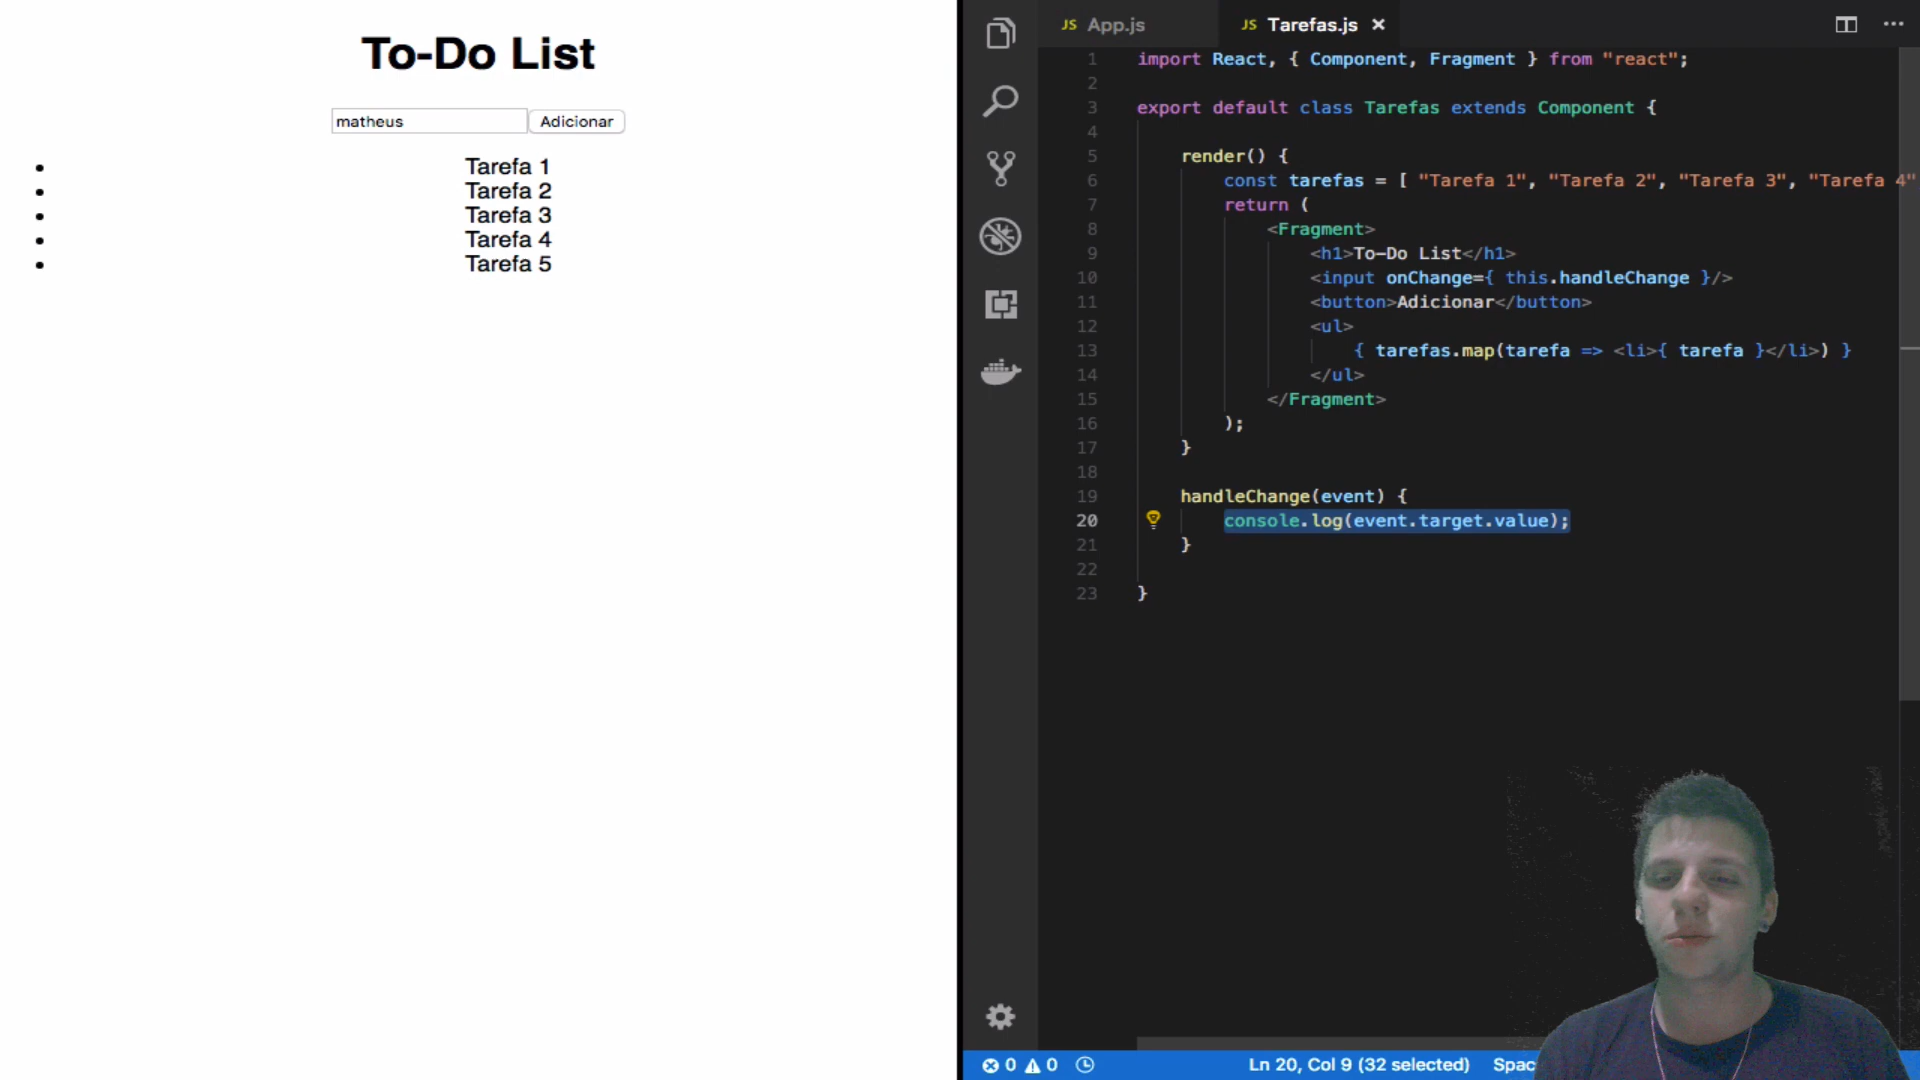 To-Do List
matheus
Adicionar
Tarefa 1
Tarefa 2
Tarefa 3
Tarefa 4
Tarefa 5
JS App.js
JS Tarefas.js ×
1 import React, { Component, Fragment } from "react";
2
3 export default class Tarefas extends Component {
4
5 render() {
6 const tarefas = [ "Tarefa 1", "Tarefa 2", "Tarefa 3", "Tarefa 4"
7 return (
8 <Fragment>
9 <h1>To-Do List</h1>
10 <input onChange={ this.handleChange }/>
11 <button>Adicionar</button>
12 <ul>
13 { tarefas.map(tarefa => <li>{ tarefa }</li>) }
14 </ul>
15 </Fragment>
16 );
17 }
18
19 handleChange(event) {
20 console.log(event.target.value);
21 }
22
23 }
0 0 Ln 20, Col 9 (32 selected) Spac